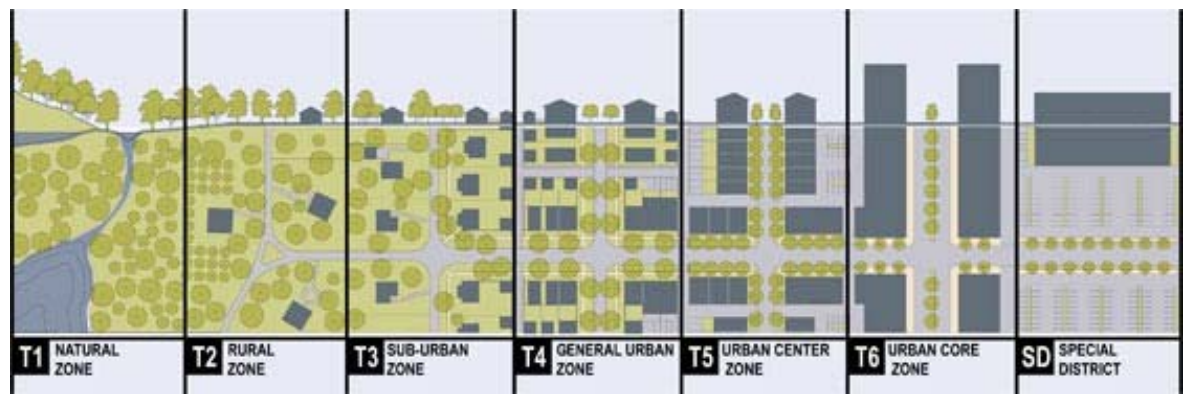 T1 NATURAL
ZONE
T2 RURAL
ZONE
T3 SUB-URBAN
ZONE
T4 GENERAL URBAN
ZONE
T5 URBAN CENTER
ZONE
T6 URBAN CORE
ZONE
SD SPECIAL
DISTRICT